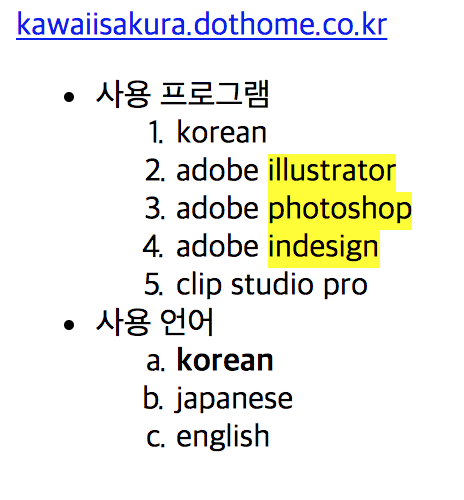 kawaiisakura.dothome.co.kr
• 사용 프로그램
1. korean
2. adobe illustrator
3. adobe photoshop
4. adobe indesign
5. clip studio pro
• 사용 언어
a. korean
b. japanese
c. english